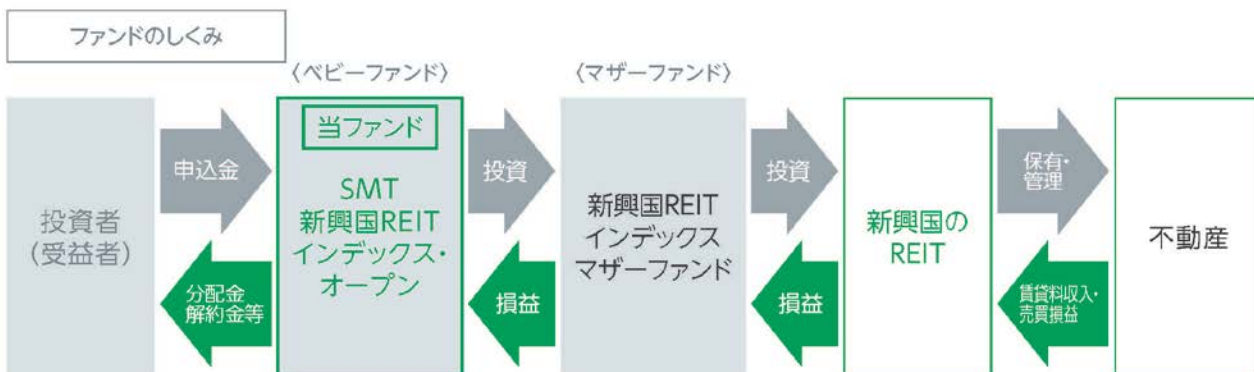 ファンドのしくみ
〈ベビーファンド〉
〈マザーファンド〉
投資者
(受益者)
申込金
分配金
解約金等
当ファンド
SMT
新興国REIT
インデックス・
オープン
投資
損益
新興国REIT
インデックス
マザーファンド
投資
損益
新興国の
REIT
保有・
管理
賃貸料収入・
売買損益
不動産